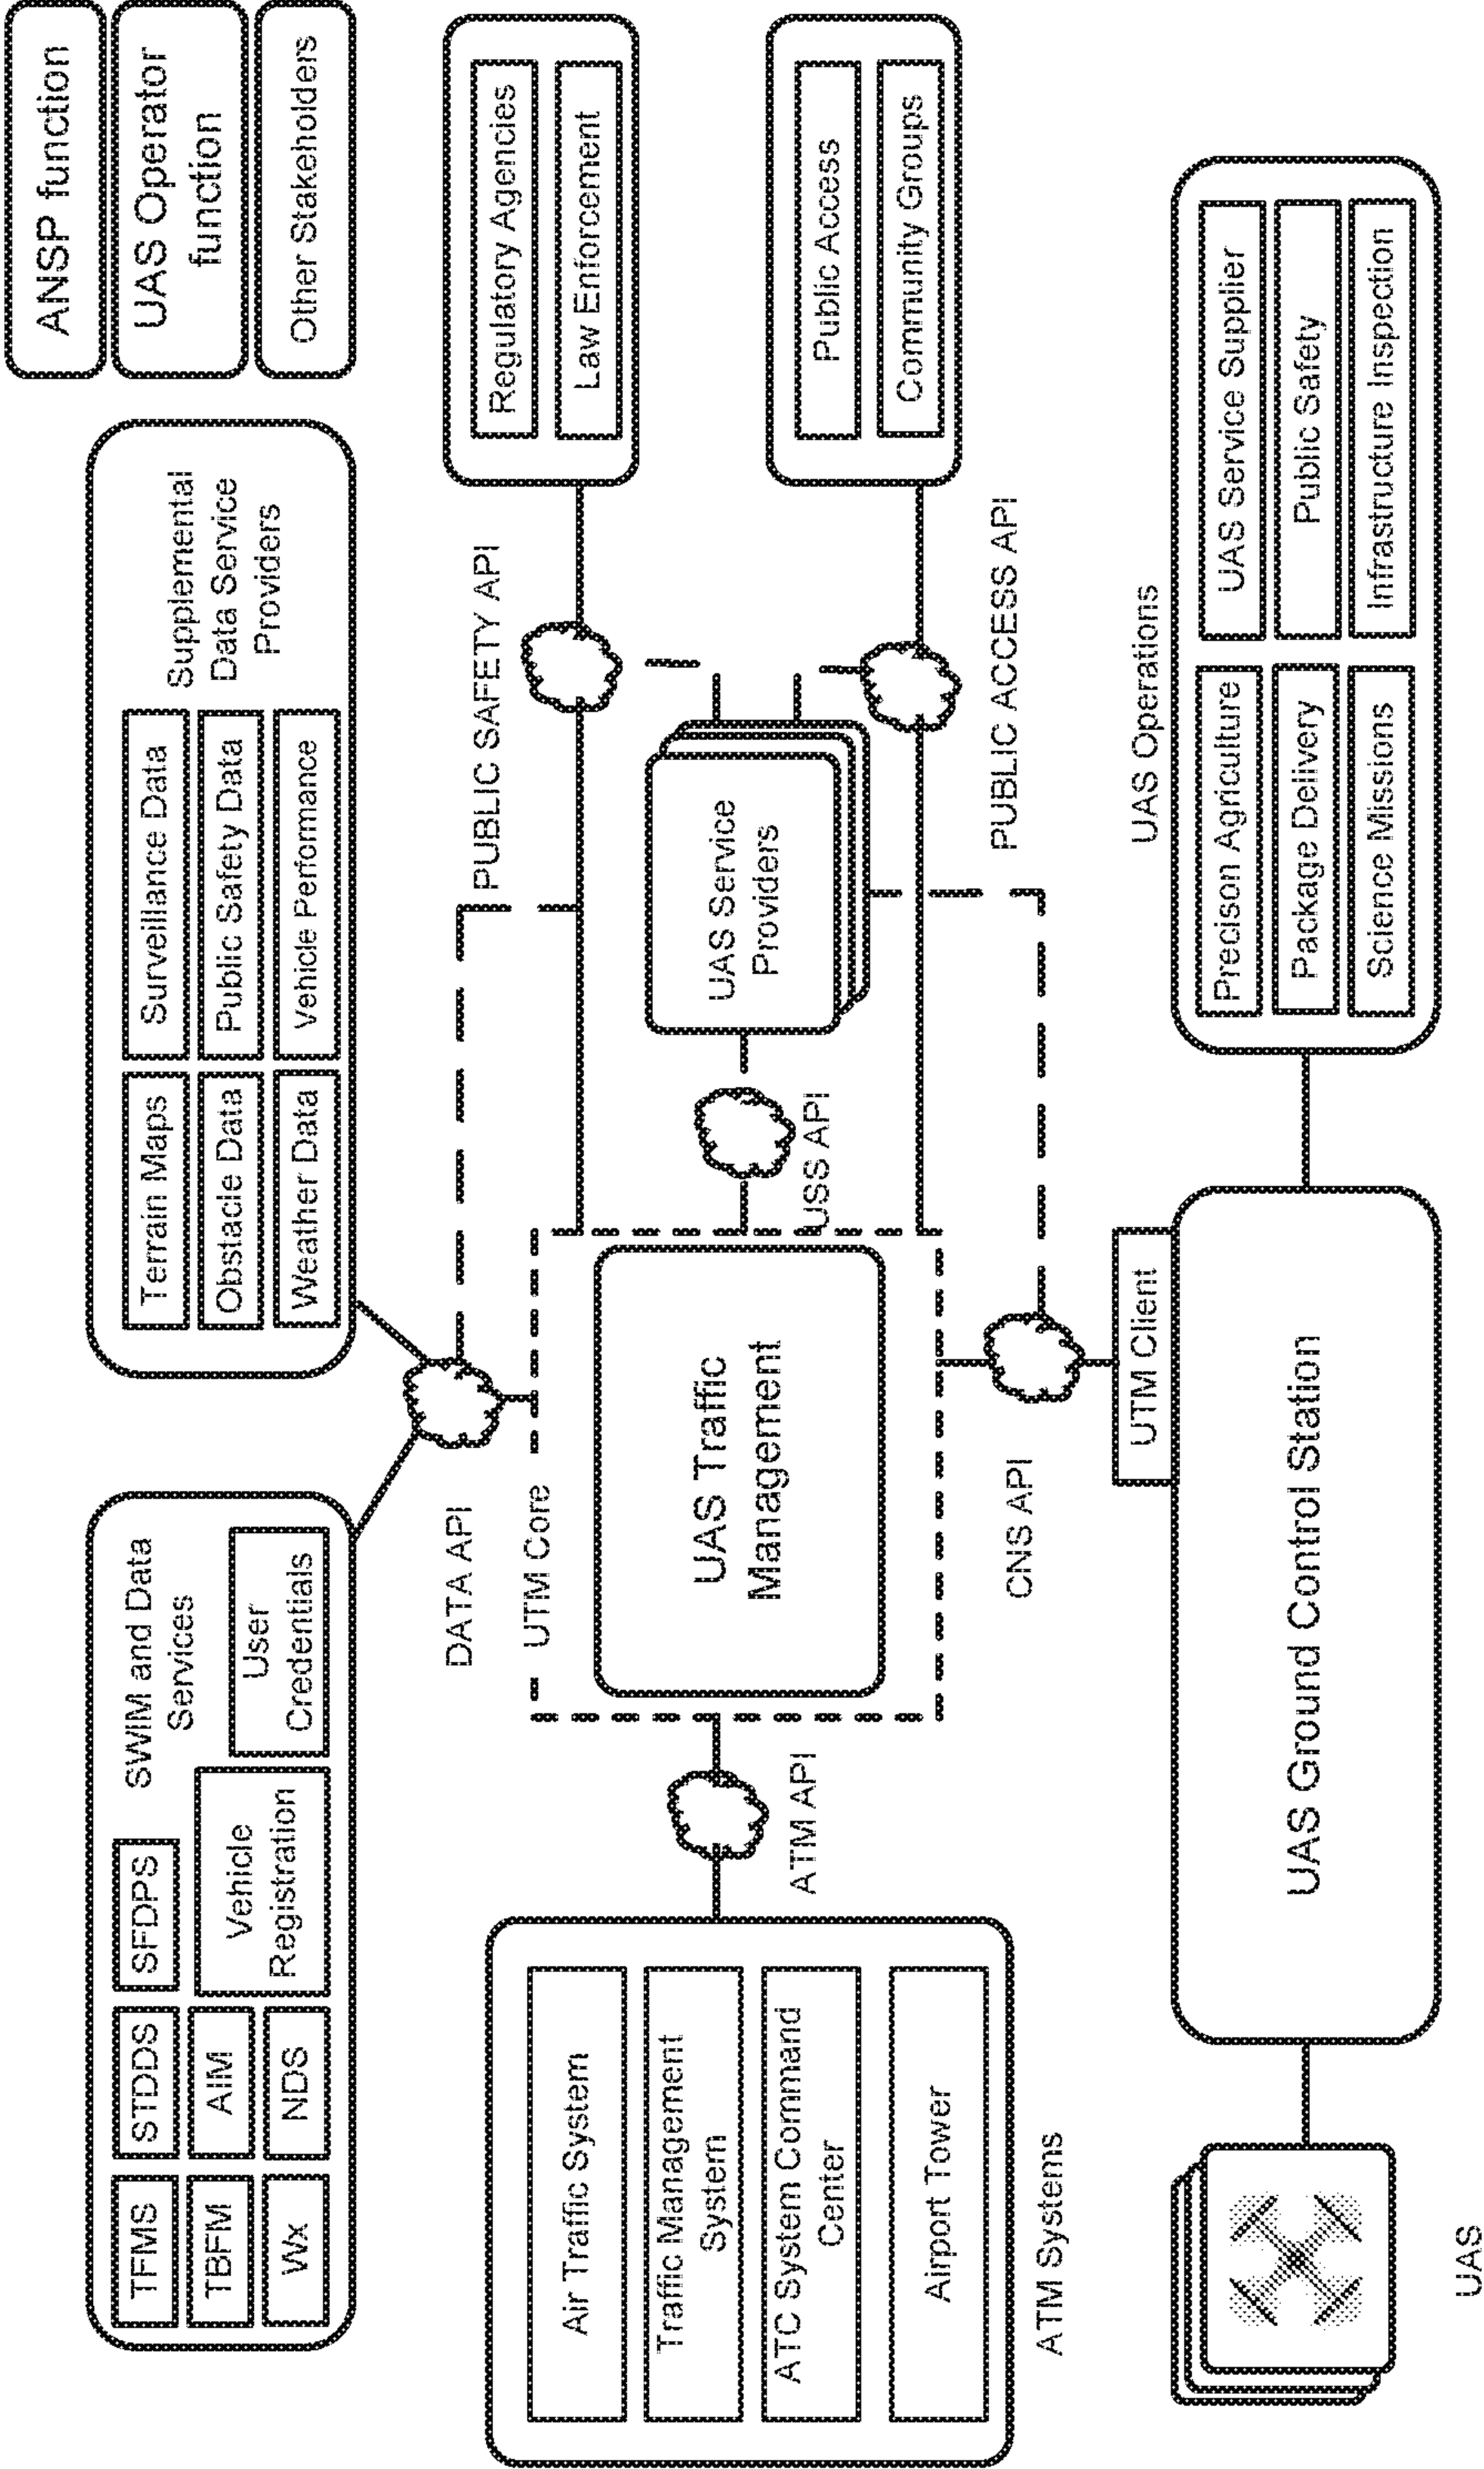 SWIM and Data
Services
TFMS
STDDS
SFDPS
TBFM
AIM
Vehicle
Registration
User
Credentials
Wx
NDS
Terrain Maps
Surveillance Data
Obstacle Data
Public Safety Data
Weather Data
Vehicle Performance
Supplemental
Data Service
Providers
ANSP function
UAS Operator
function
Other Stakeholders
DATA API
PUBLIC SAFETY API
Regulatory Agencies
Law Enforcement
UTM Core
Air Traffic System
Traffic Management
System
ATC System Command
Center
Airport Tower
ATM Systems
ATM API
UAS Traffic
Management
USS API
UAS Service
Providers
Public Access
Community Groups
PUBLIC ACCESS API
CNS API
UTM Client
UAS Operations
UAS
UAS Ground Control Station
Precison Agriculture
UAS Service Supplier
Package Delivery
Public Safety
Science Missions
Infrastructure Inspection